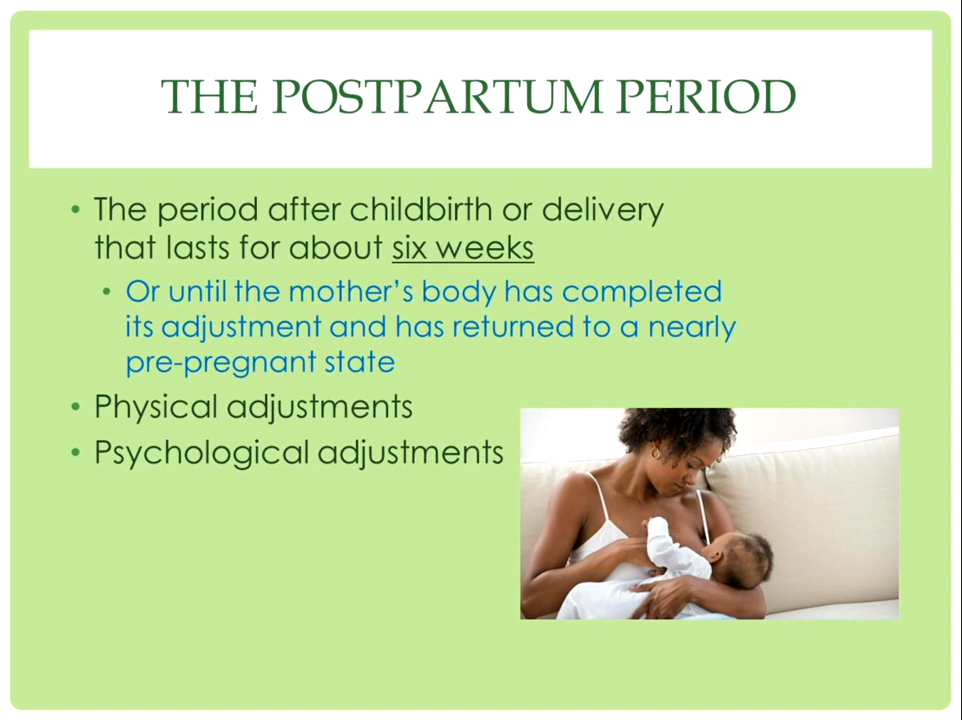 THE POSTPARTUM PERIOD
• The period after childbirth or delivery
that lasts for about six weeks
• Or until the mother's body has completed
its adjustment and has returned to a nearly
pre-pregnant state
• Physical adjustments
• Psychological adjustments